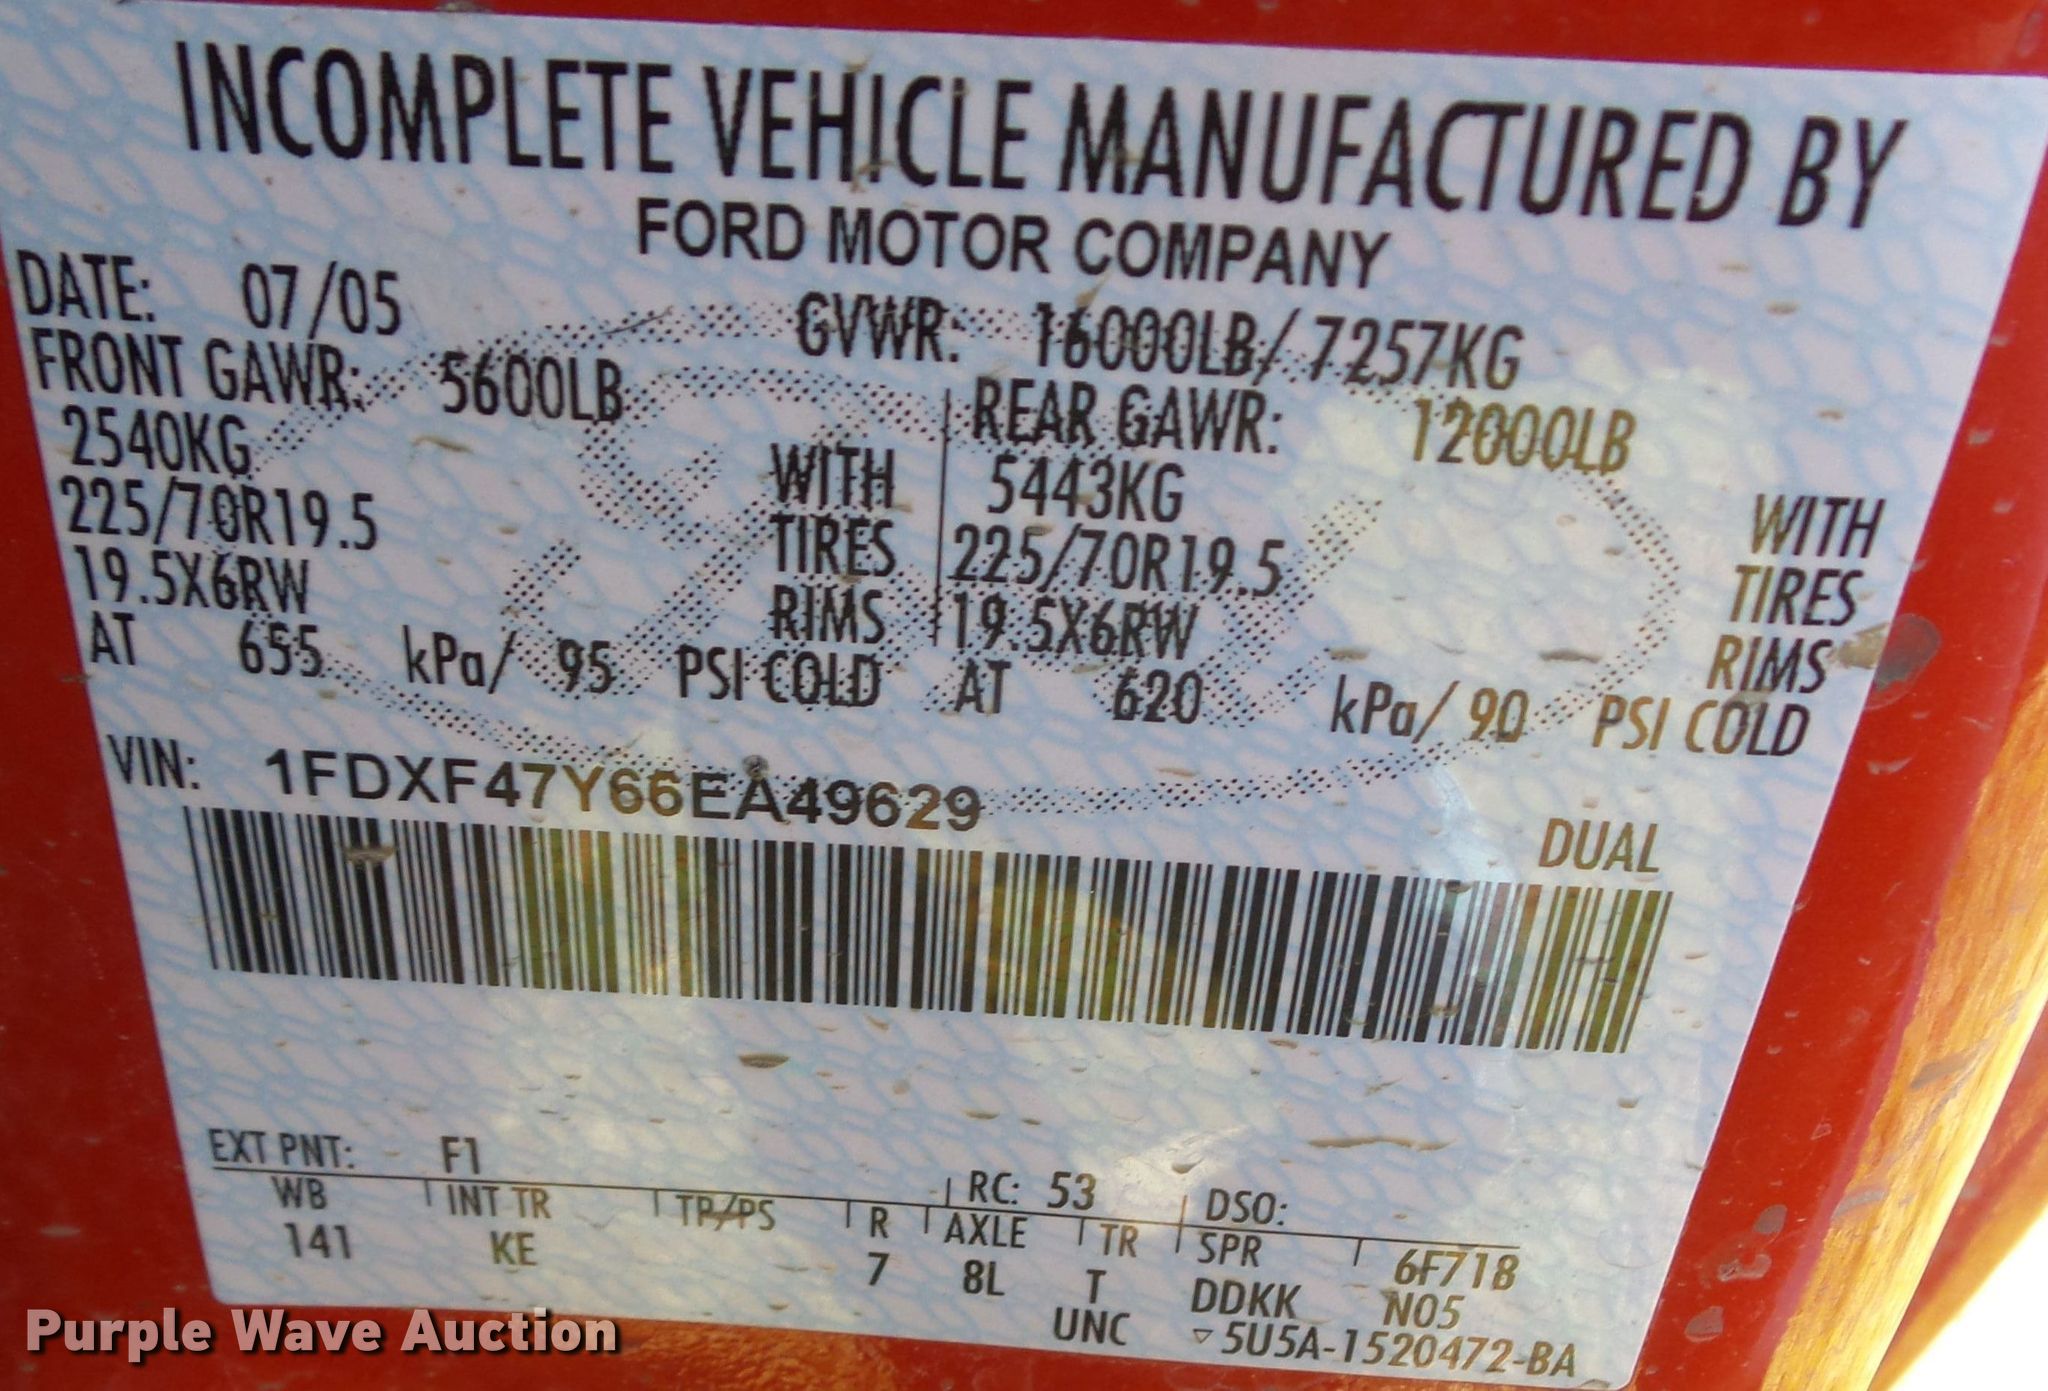 INCOMPLETE VEHICLE MANUFACTURED BY
FORD MOTOR COMPANY
DATE: 07/05 GVWR: 16000LB/ 7257KG
FRONT GAWR: 5600LB REAR GAWR: 12000LB
2540KG WITH 5443KG WITH
225/70R19.5 TIRES 225/70R19.5 TIRES
19.5X6RW RIMS 19.5X6RW RIMS
AT 655 kPa/ 95 PSI COLD AT 620 kPa/ 90 PSI COLD
VIN: 1FDXF47Y66EA49629
DUAL
EXT PNT: F1 RC: 53 DSO:
WB INT TR TP/PS R AXLE TR SPR 6F718
141 KE 7 8L T DDKK N05
UNC ▽5U5A-1520472-BA
Purple Wave Auction